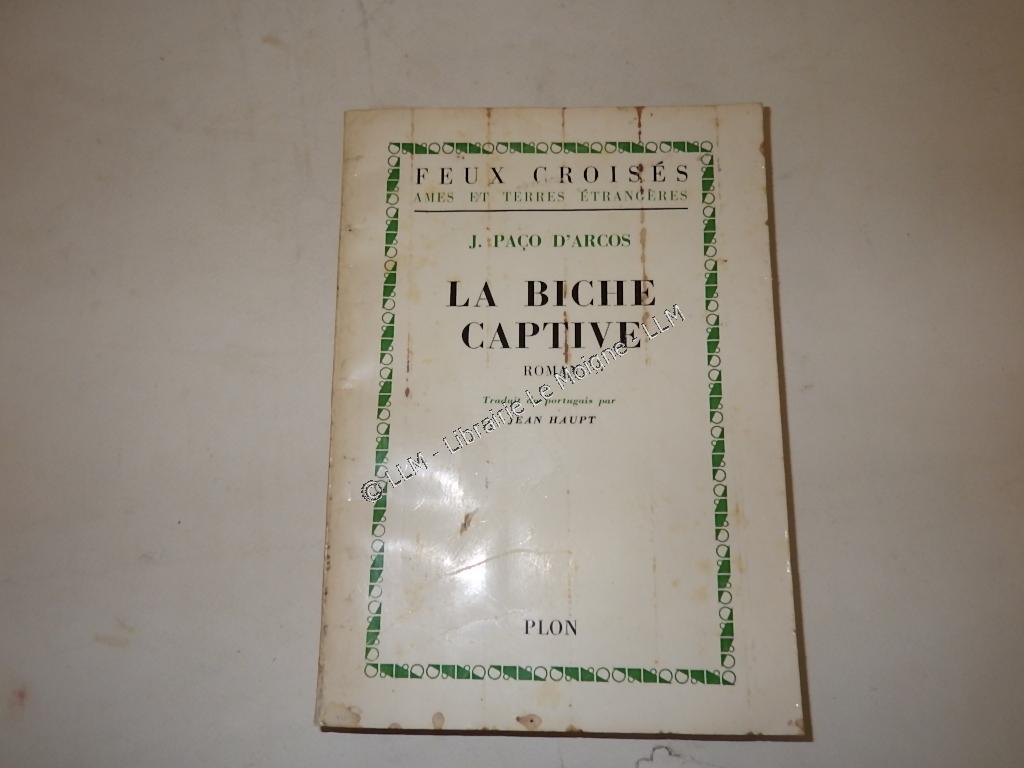 FEUX CROISÉS
AMES ET TERRES ÉTRANGÈRES
J. PAÇO D'ARCOS
LA BICHE
CAPTIVE
ROMAN
Traduit du portugais par
JEAN HAUPT
PLON
© LLM - Librairie Le Moigne - LLM